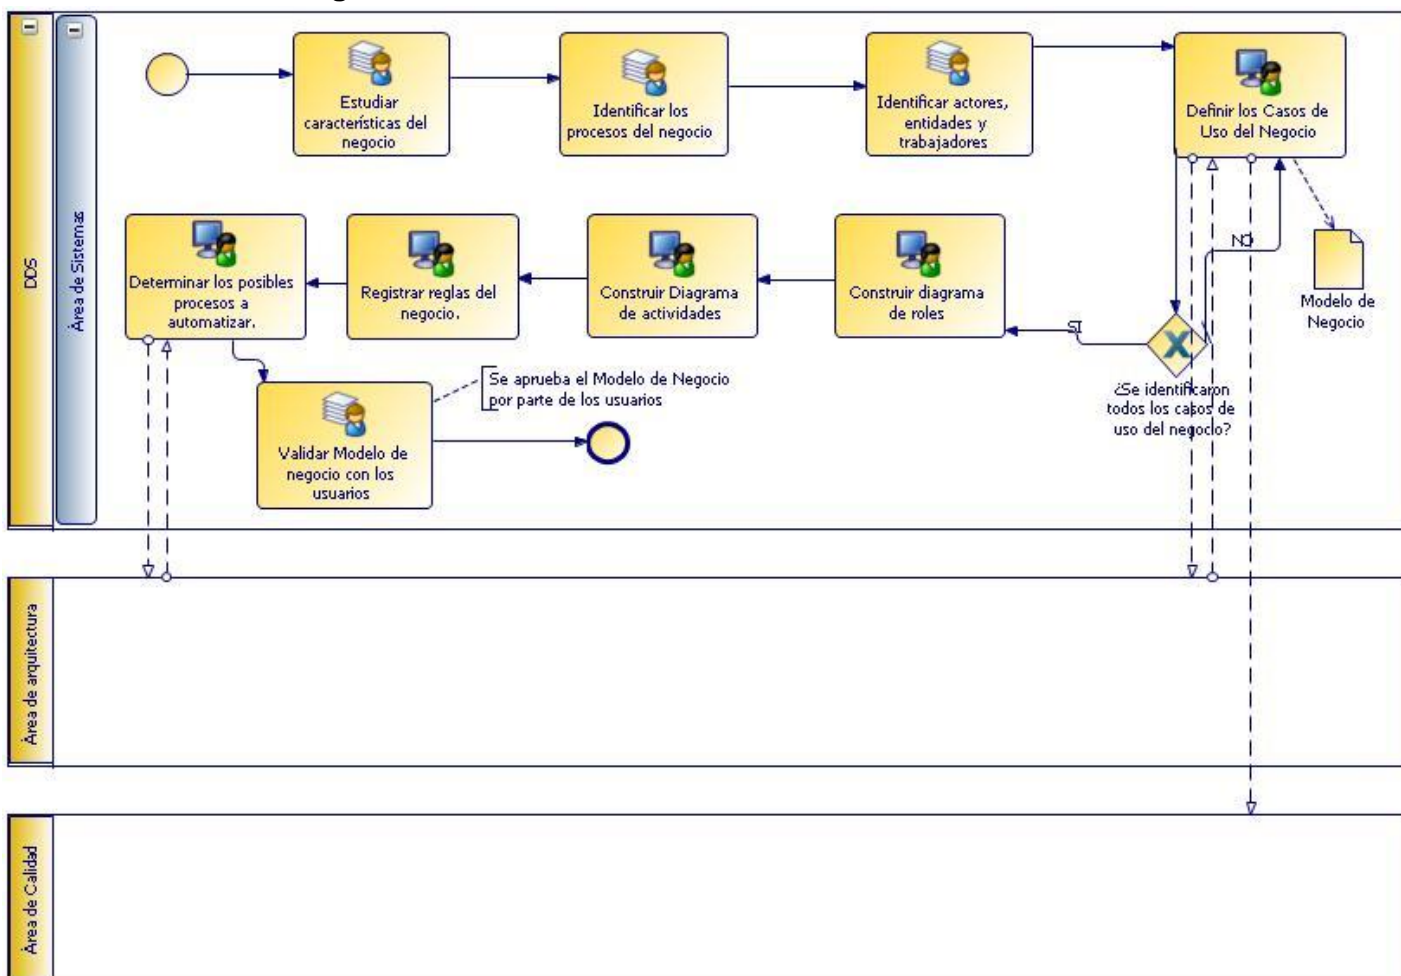 DDS
Área de Sistemas
Estudiar
características del
negocio
Identificar los
procesos del negocio
Identificar actores,
entidades y
trabajadores
Definir los Casos de
Uso del Negocio
NO
Modelo de
Negocio
¿Se identificaron
todos los casos de
uso del negocio?
SI
Construir diagrama
de roles
Construir Diagrama
de actividades
Registrar reglas del
negocio.
Determinar los posibles
procesos a
automatizar.
Validar Modelo de
negocio con los
usuarios
Se aprueba el Modelo de Negocio
por parte de los usuarios
Área de arquitectura
Área de Calidad